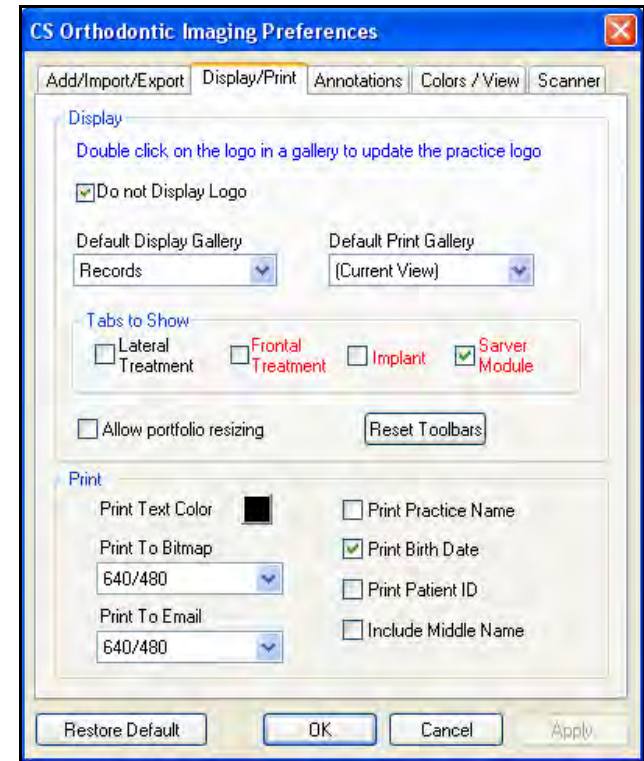 CS Orthodontic Imaging Preferences
Add/Import/Export Display/Print Annotations Colors / View Scanner
Display
Double click on the logo in a gallery to update the practice logo
Do not Display Logo
Default Display Gallery Default Print Gallery
Records (Current View)
Tabs to Show
Lateral Treatment Frontal Treatment Implant Sarver Module
Allow portfolio resizing Reset Toolbars
Print
Print Text Color Print Practice Name
Print To Bitmap Print Birth Date
640/480
Print Patient ID
Print To Email
Include Middle Name
640/480
Restore Default OK Cancel Apply